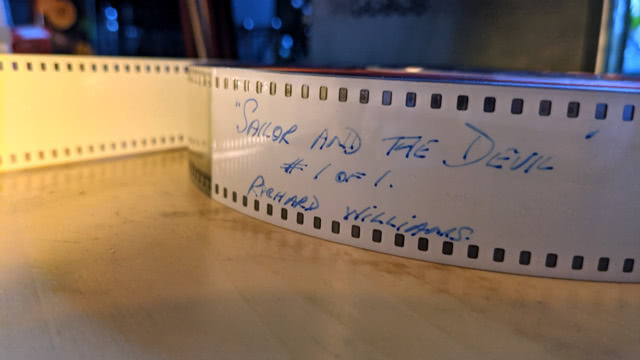 "SAILOR AND THE DEVIL"
#1 OF 1.
RICHARD WILLIAMS.